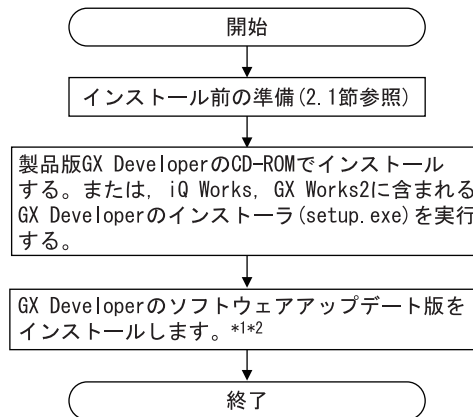 開始
インストール前の準備(2.1節参照)
製品版GX DeveloperのCD-ROMでインストール
する。または, iQ Works, GX Works2に含まれる
GX Developerのインストーラ(setup.exe)を実行
する。
GX Developerのソフトウェアアップデート版を
インストールします。*1*2
終了